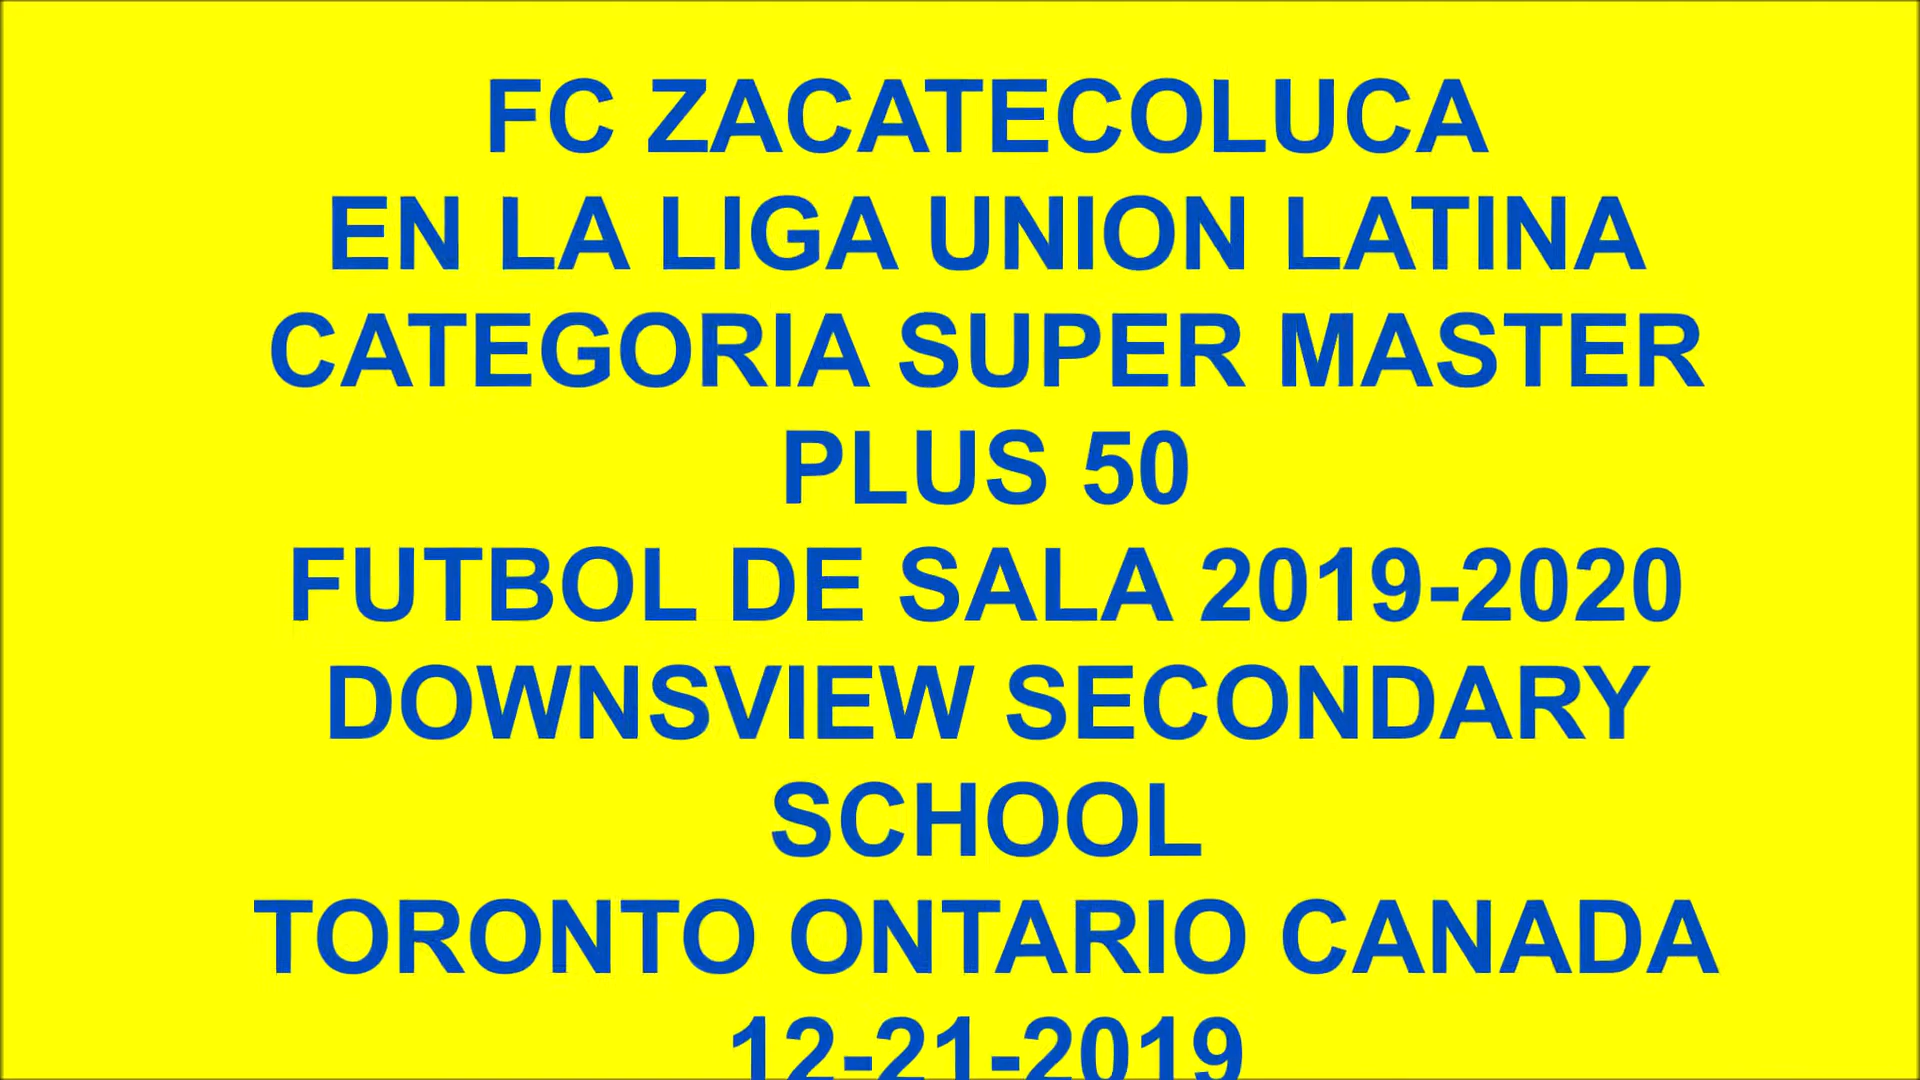 FC ZACATECOLUCA
EN LA LIGA UNION LATINA
CATEGORIA SUPER MASTER
PLUS 50
FUTBOL DE SALA 2019-2020
DOWNSVIEW SECONDARY
SCHOOL
TORONTO ONTARIO CANADA
12-21-2019